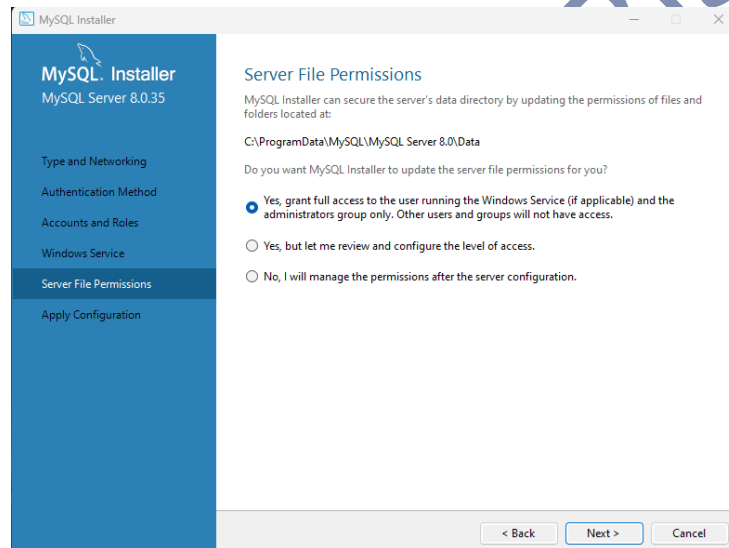 MySQL Installer
MySQL. Installer
MySQL Server 8.0.35
Type and Networking
Authentication Method
Accounts and Roles
Windows Service
Server File Permissions
Apply Configuration
Server File Permissions
MySQL Installer can secure the server's data directory by updating the permissions of files and
folders located at:
C:\ProgramData\MySQL\MySQL Server 8.0\Data
Do you want MySQL Installer to update the server file permissions for you?
Yes, grant full access to the user running the Windows Service (if applicable) and the
administrators group only. Other users and groups will not have access.
Yes, but let me review and configure the level of access.
No, I will manage the permissions after the server configuration.
< Back
Next >
Cancel